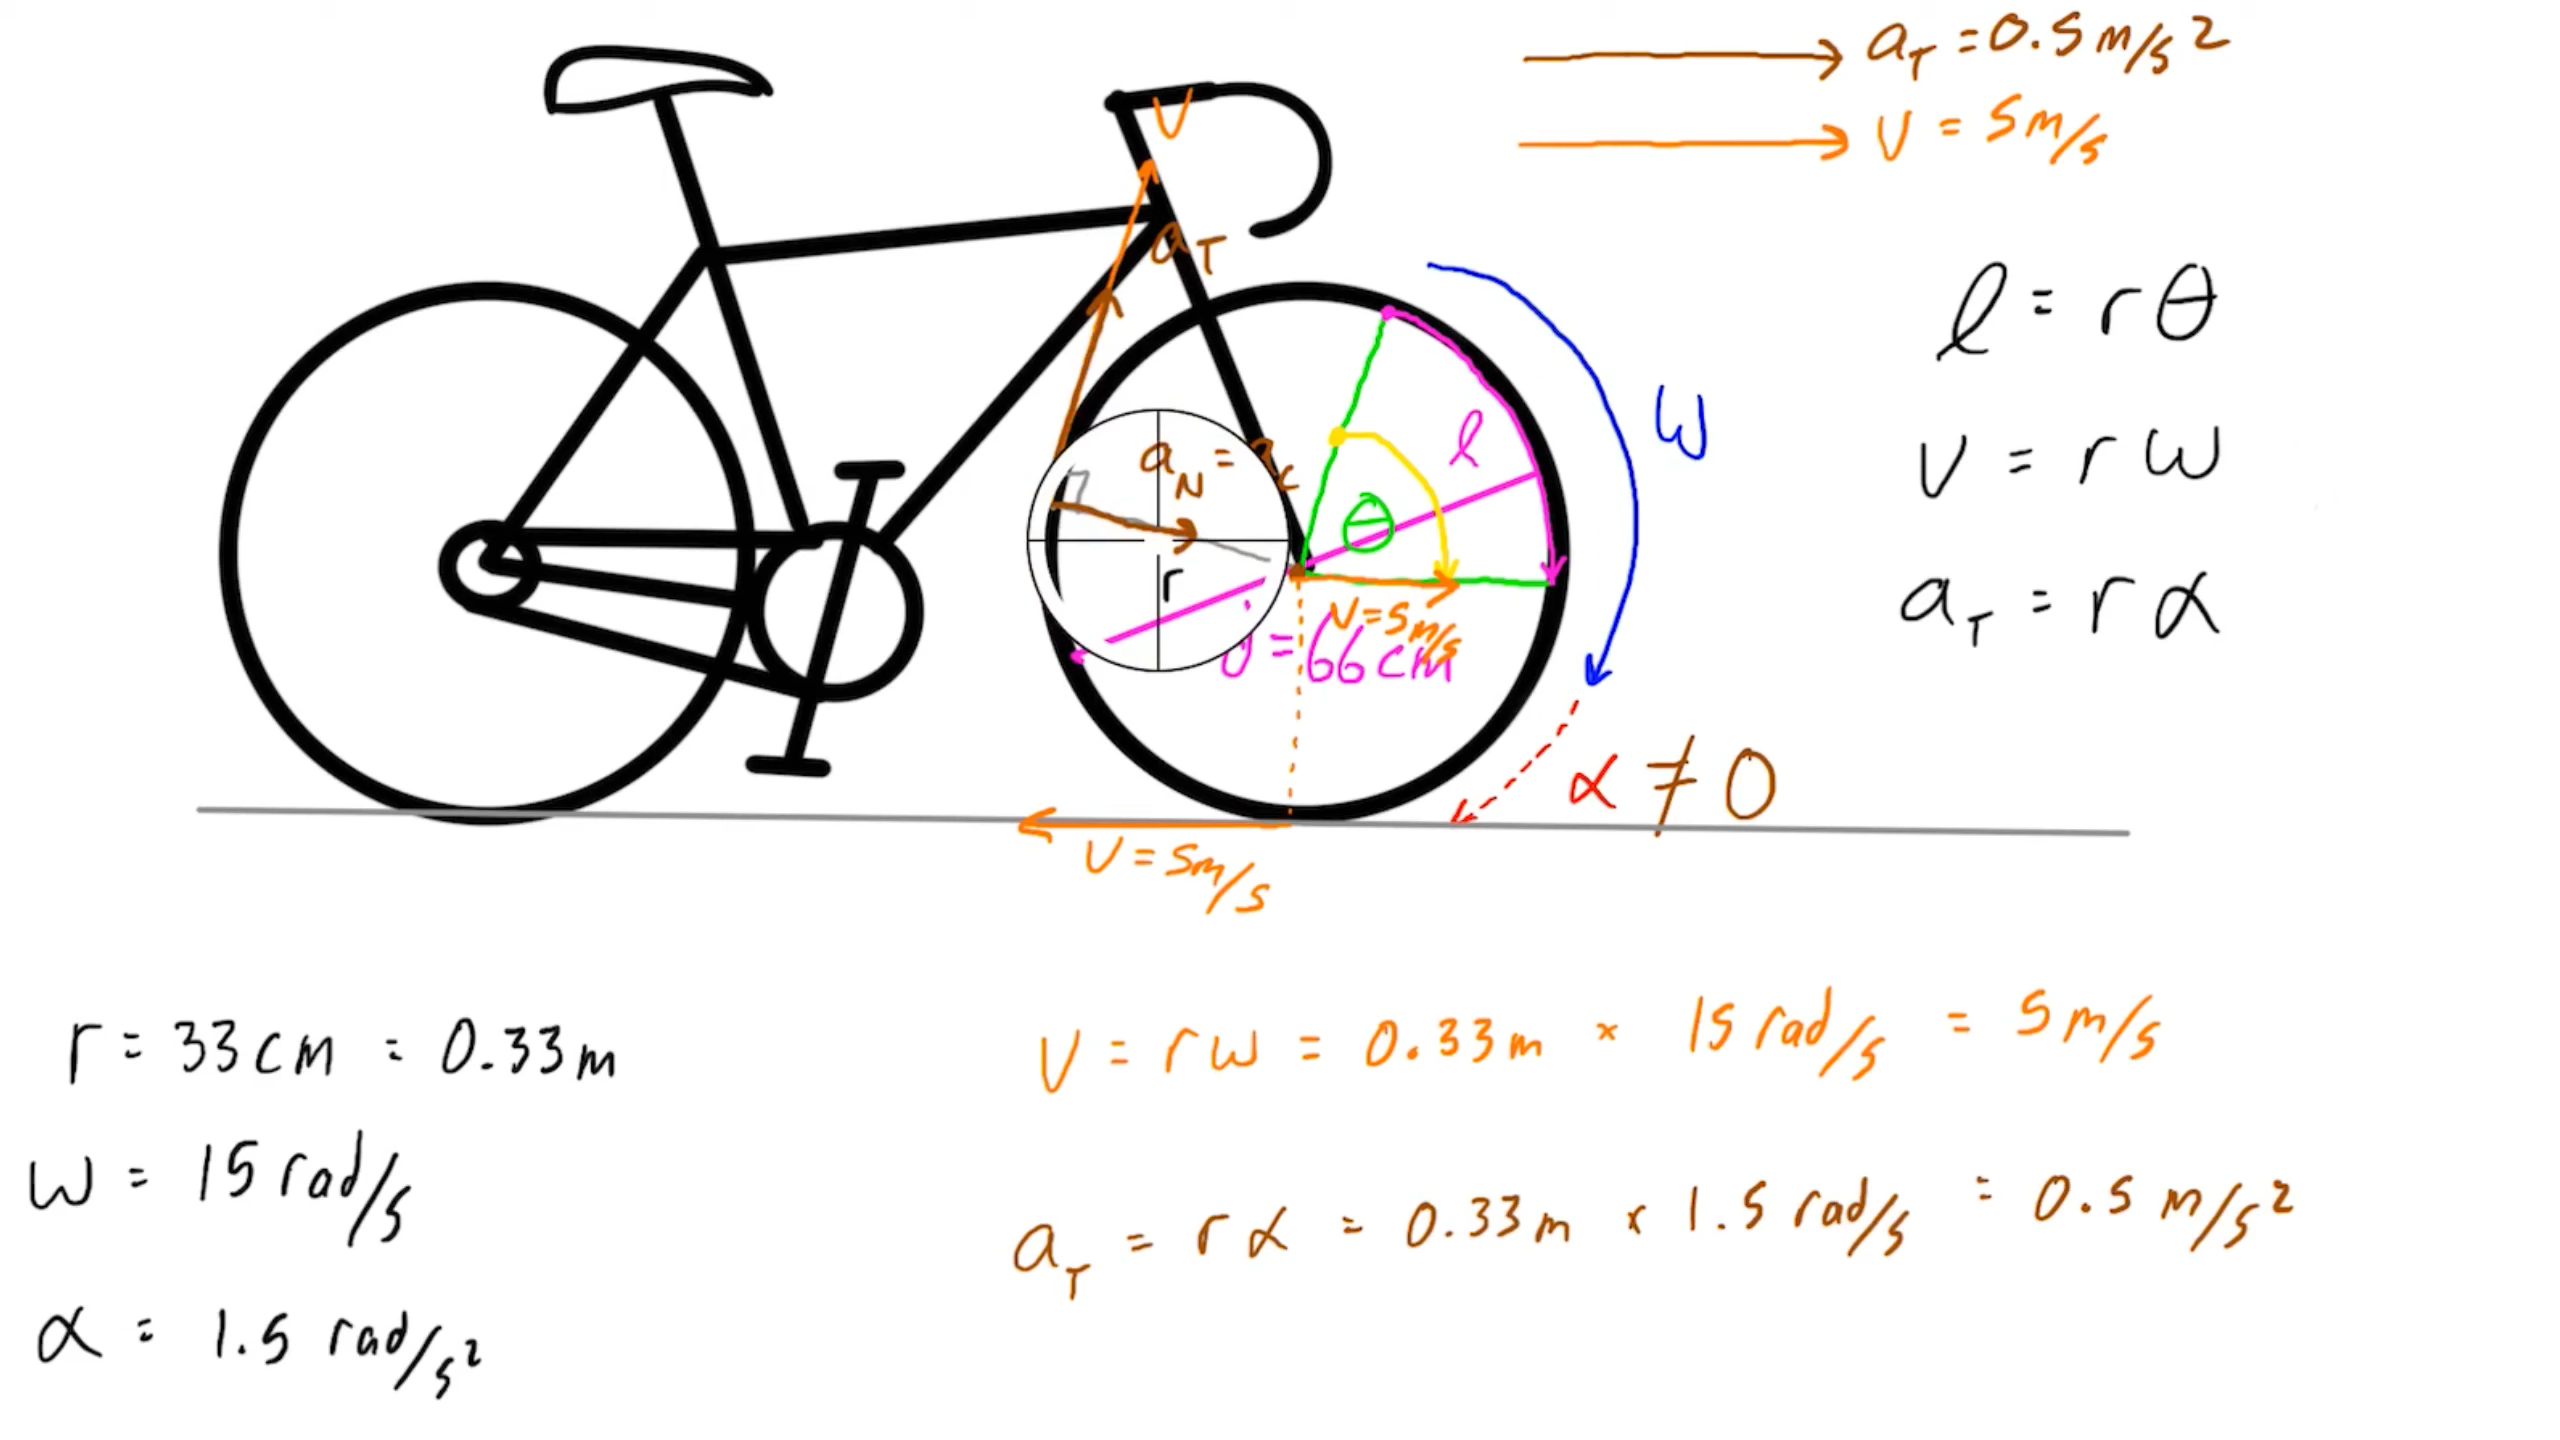 a_T = 0.5 m/s²
V = 5 m/s
V
a_T
l = rθ
ω
l
v = rω
a_N = a_c
θ
r
a_T = rα
V = 5 m/s
= 66 cm
α ≠ 0
V = 5 m/s
r = 33 cm = 0.33 m
V = rω = 0.33 m × 15 rad/s = 5 m/s
ω = 15 rad/s
a_T = rα = 0.33 m × 1.5 rad/s = 0.5 m/s²
α = 1.5 rad/s²